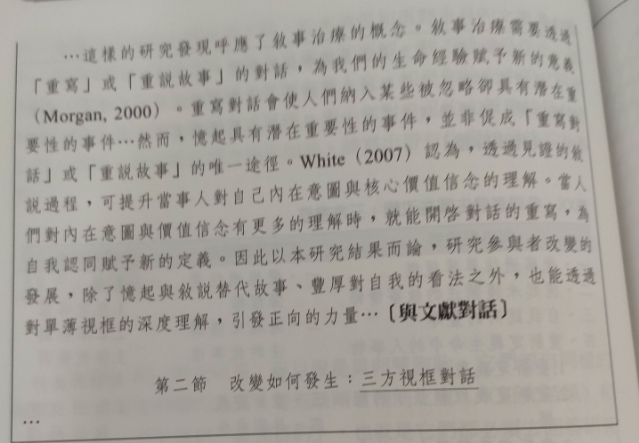 …這樣的研究發現呼應了敘事治療的概念。敘事治療需要透過
「重寫」或「重說故事」的對話，為我們的生命經驗賦予新的意義
（Morgan, 2000）。重寫對話會使人們納入某些被忽略卻具有潛在重
要性的事件…然而，憶起具有潛在重要性的事件，並非促成「重寫對
話」或「重說故事」的唯一途徑。White（2007）認為，透過見證的敘
說過程，可提升當事人對自己內在意圖與核心價值信念的理解。當人
們對內在意圖與價值信念有更多的理解時，就能開啓對話的重寫，為
自我認同賦予新的定義。因此以本研究結果而論，研究參與者改變的
發展，除了憶起與敘說替代故事、豐厚對自我的看法之外，也能透過
對單薄視框的深度理解，引發正向的力量…〔與文獻對話〕
第二節　改變如何發生：三方視框對話
…